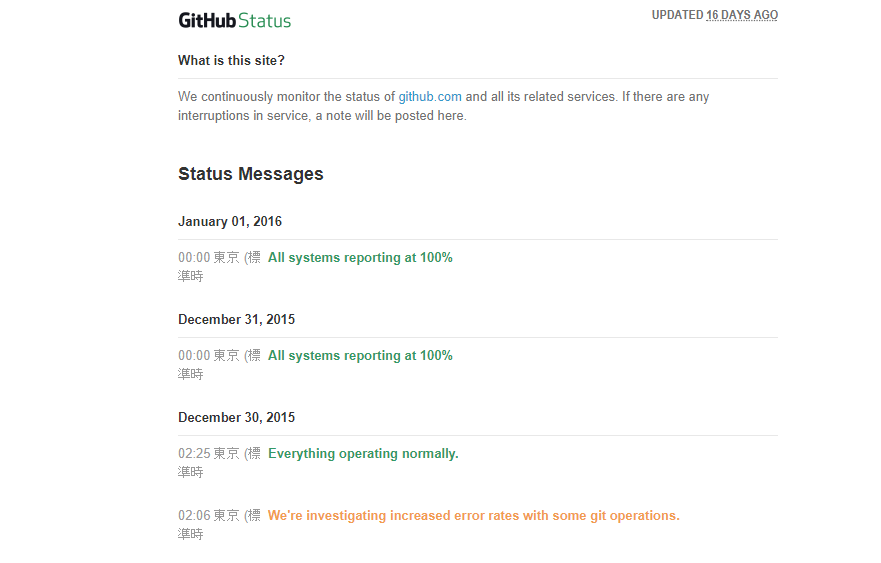 GitHub Status
UPDATED 16 DAYS AGO
What is this site?
We continuously monitor the status of github.com and all its related services. If there are any
interruptions in service, a note will be posted here.
Status Messages
January 01, 2016
00:00 東京 (標 All systems reporting at 100%
準時
December 31, 2015
00:00 東京 (標 All systems reporting at 100%
準時
December 30, 2015
02:25 東京 (標 Everything operating normally.
準時
02:06 東京 (標 We're investigating increased error rates with some git operations.
準時